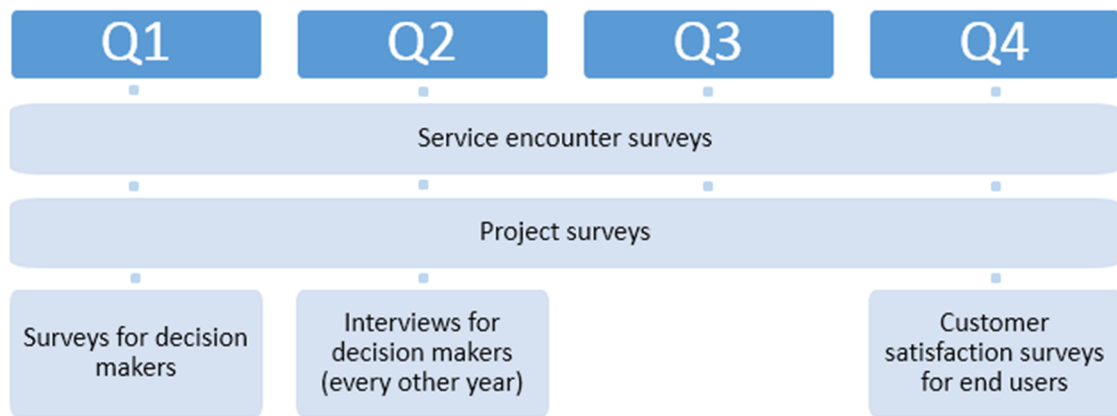 Q1
Q2
Q3
Q4
Service encounter surveys
Project surveys
Surveys for decision
makers
Interviews for
decision makers
(every other year)
Customer
satisfaction surveys
for end users